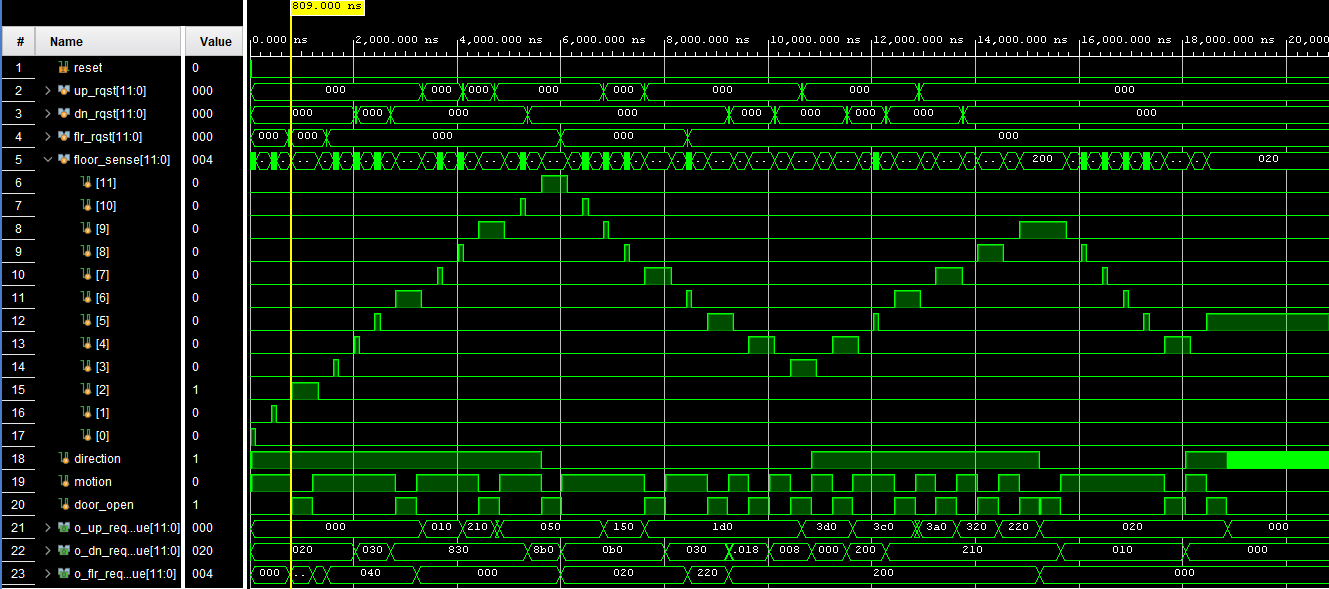 809.000 ns
# Name Value 0.000 ns 2,000.000 ns 4,000.000 ns 6,000.000 ns 8,000.000 ns 10,000.000 ns 12,000.000 ns 14,000.000 ns 16,000.000 ns 18,000.000 ns 20,000
1 reset 0
2 up_rqst[11:0] 000 000 000 000 000 000 000 000 000
3 dn_rqst[11:0] 000 000 000 000 000 000 000 000 000
4 flr_rqst[11:0] 000 000 000 000 000 000
5 floor_sense[11:0] 004 200 020
6 [11] 0
7 [10] 0
8 [9] 0
9 [8] 0
10 [7] 0
11 [6] 0
12 [5] 0
13 [4] 0
14 [3] 0
15 [2] 1
16 [1] 0
17 [0] 0
18 direction 1
19 motion 0
20 door_open 1
21 o_up_req...ue[11:0] 000 000 010 210 050 150 1d0 3d0 3c0 3a0 320 220 020 000
22 o_dn_req...ue[11:0] 020 020 030 830 8b0 0b0 030 .018 008 000 200 210 010 000
23 o_flr_req...ue[11:0] 004 000 .. 040 000 020 220 200 000